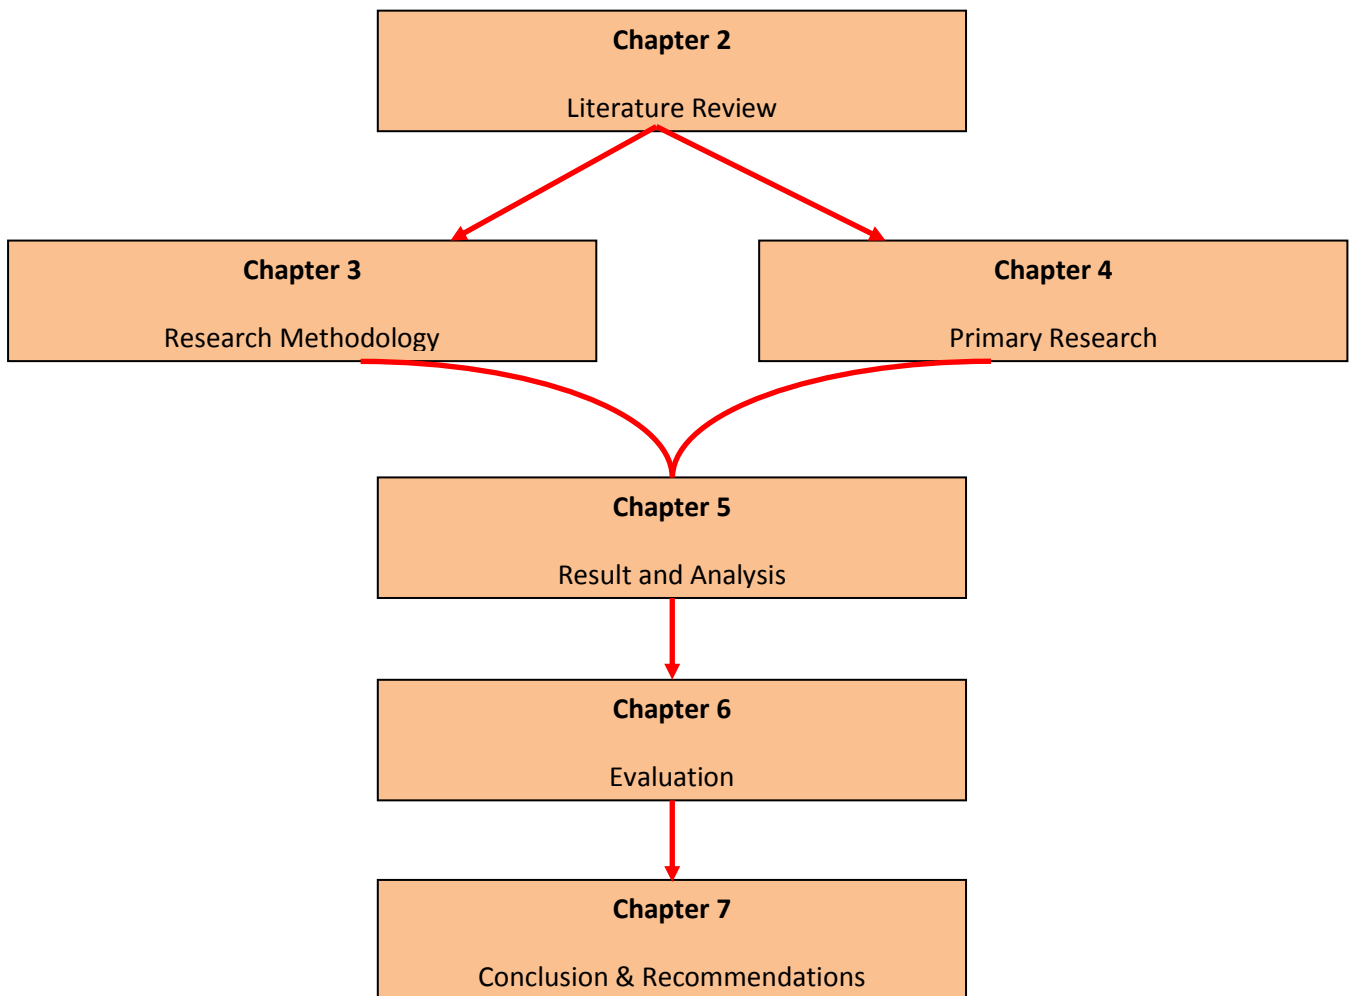 Chapter 2
Literature Review
Chapter 3
Research Methodology
Chapter 4
Primary Research
Chapter 5
Result and Analysis
Chapter 6
Evaluation
Chapter 7
Conclusion & Recommendations